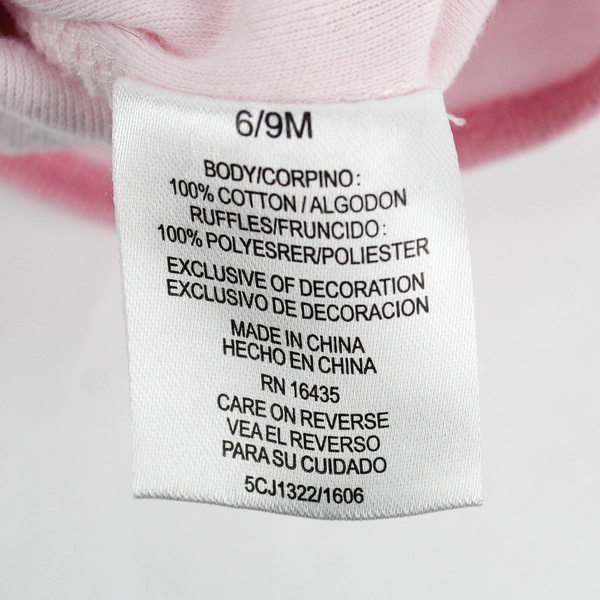 6/9M
BODY/CORPINO:
100% COTTON/ALGODON
RUFFLES/FRUNCIDO:
100% POLYESRER/POLIESTER
EXCLUSIVE OF DECORATION
EXCLUSIVO DE DECORACION
MADE IN CHINA
HECHO EN CHINA
RN 16435
CARE ON REVERSE
VEA EL REVERSO
PARA SU CUIDADO
5CJ1322/1606